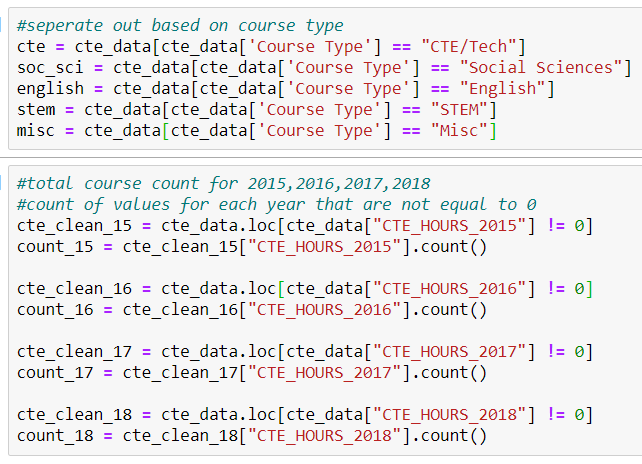 #seperate out based on course type
cte = cte_data[cte_data['Course Type'] == "CTE/Tech"]
soc_sci = cte_data[cte_data['Course Type'] == "Social Sciences"]
english = cte_data[cte_data['Course Type'] == "English"]
stem = cte_data[cte_data['Course Type'] == "STEM"]
misc = cte_data[cte_data['Course Type'] == "Misc"]
#total course count for 2015,2016,2017,2018
#count of values for each year that are not equal to 0
cte_clean_15 = cte_data.loc[cte_data["CTE_HOURS_2015"] != 0]
count_15 = cte_clean_15["CTE_HOURS_2015"].count()
cte_clean_16 = cte_data.loc[cte_data["CTE_HOURS_2016"] != 0]
count_16 = cte_clean_16["CTE_HOURS_2016"].count()
cte_clean_17 = cte_data.loc[cte_data["CTE_HOURS_2017"] != 0]
count_17 = cte_clean_17["CTE_HOURS_2017"].count()
cte_clean_18 = cte_data.loc[cte_data["CTE_HOURS_2018"] != 0]
count_18 = cte_clean_18["CTE_HOURS_2018"].count()